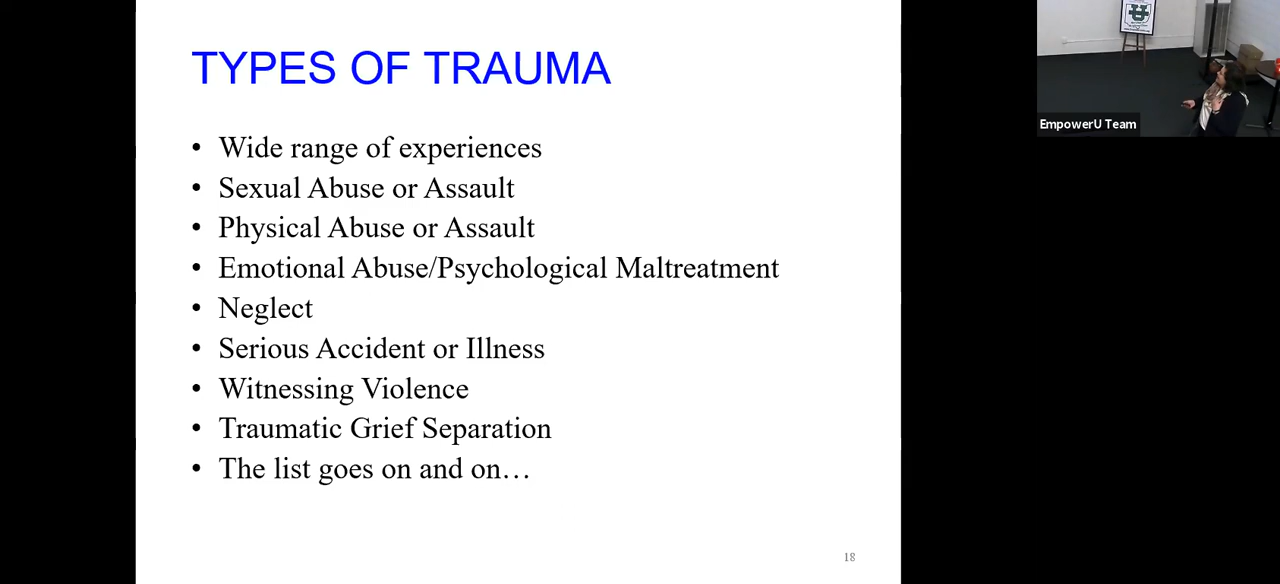 TYPES OF TRAUMA
• Wide range of experiences
• Sexual Abuse or Assault
• Physical Abuse or Assault
• Emotional Abuse/Psychological Maltreatment
• Neglect
• Serious Accident or Illness
• Witnessing Violence
• Traumatic Grief Separation
• The list goes on and on…
18
EmpowerU Team